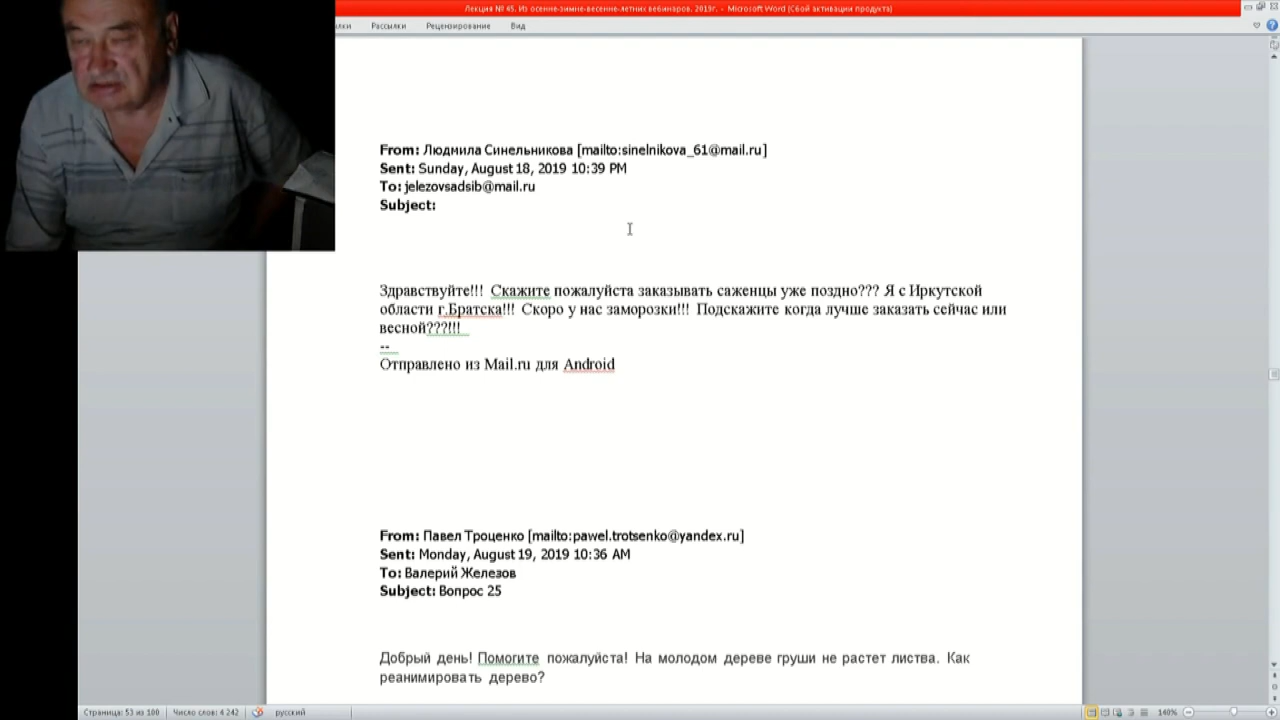 Лекция № 45. Из осенне-зимне-весенне-летних вебинаров. 2019г. - Microsoft Word (Сбой активации продукта)
лки Рассылки Рецензирование Вид
From: Людмила Синельникова [mailto:sinelnikova_61@mail.ru]
Sent: Sunday, August 18, 2019 10:39 PM
To: jelezovsadsib@mail.ru
Subject:
Здравствуйте!!! Скажите пожалуйста заказывать саженцы уже поздно??? Я с Иркутской
области г.Братска!!! Скоро у нас заморозки!!! Подскажите когда лучше заказать сейчас или
весной???!!!
--
Отправлено из Mail.ru для Android
From: Павел Троценко [mailto:pawel.trotsenko@yandex.ru]
Sent: Monday, August 19, 2019 10:36 AM
To: Валерий Железов
Subject: Вопрос 25
Добрый день! Помогите пожалуйста! На молодом дереве груши не растет листва. Как
реанимировать дерево?
Страница: 53 из 100 Число слов: 4 242 русский 140%